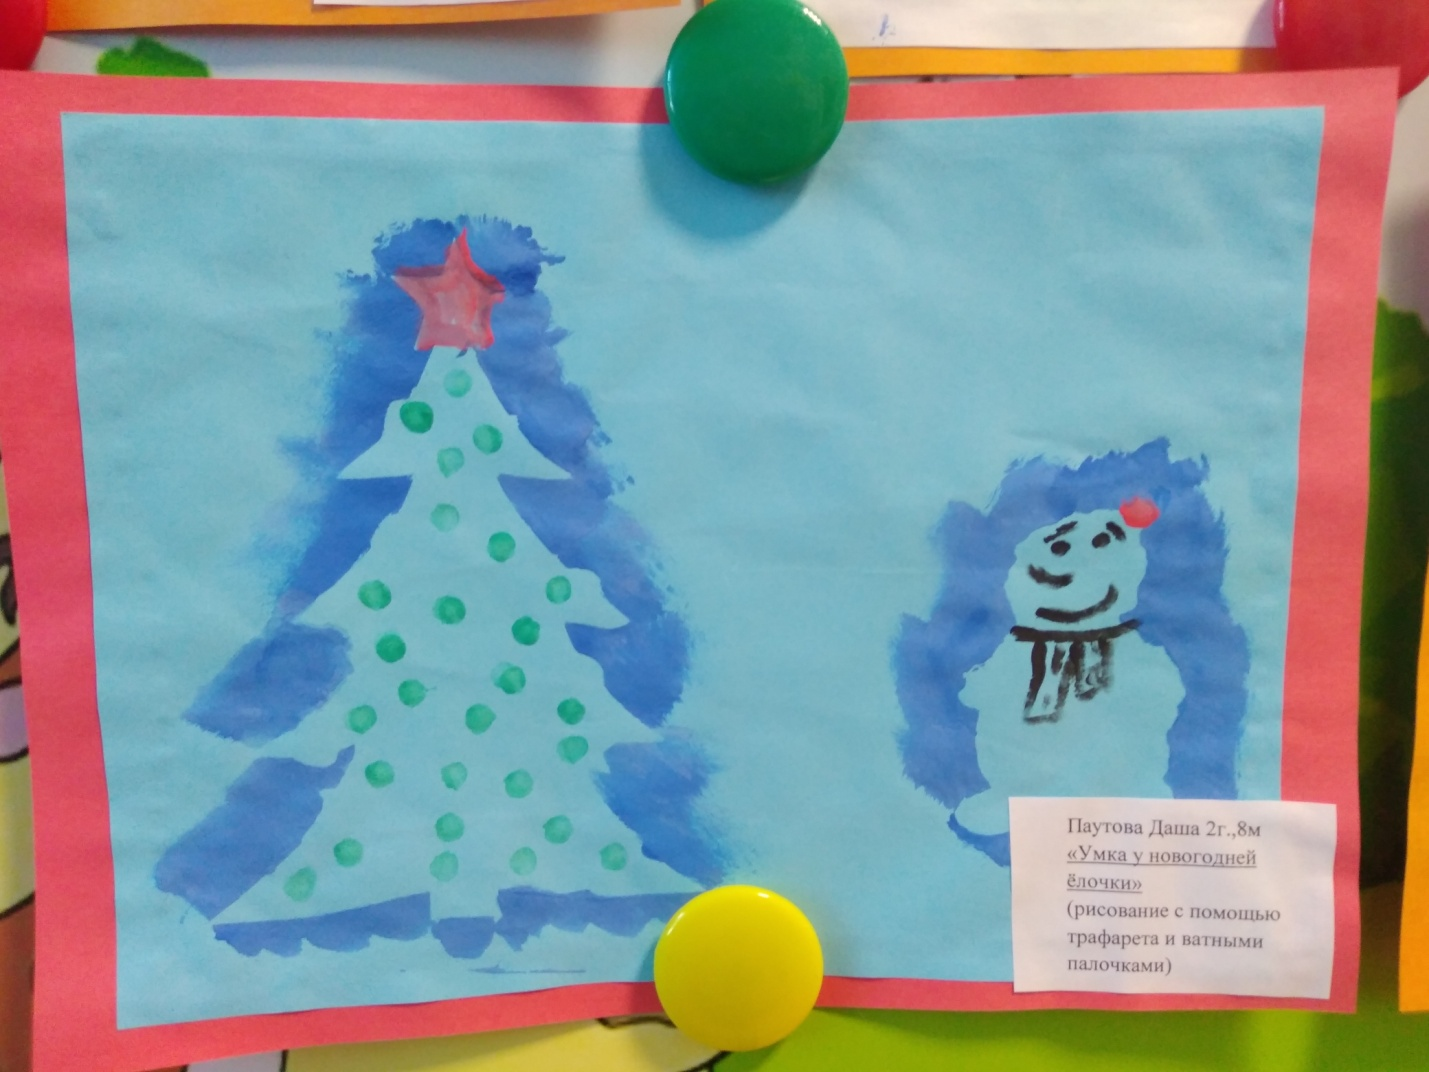 Паутова Даша 2г.,8м
«Умка у новогодней
ёлочки»
(рисование с помощью
трафарета и ватными
палочками)